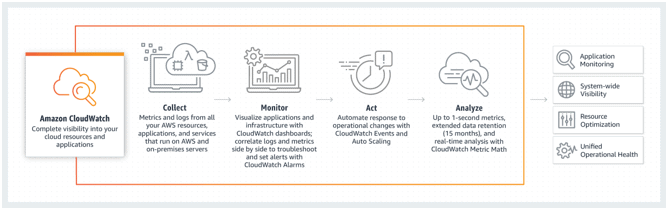 Amazon CloudWatch
Complete visibility into your
cloud resources and
applications
Collect
Metrics and logs from all
your AWS resources,
applications, and services
that run on AWS and
on-premises servers
Monitor
Visualize applications and
infrastructure with
CloudWatch dashboards;
correlate logs and metrics
side by side to troubleshoot
and set alerts with
CloudWatch Alarms
Act
Automate response to
operational changes with
CloudWatch Events and
Auto Scaling
Analyze
Up to 1-second metrics,
extended data retention
(15 months), and
real-time analysis with
CloudWatch Metric Math
Application
Monitoring
System-wide
Visibility
Resource
Optimization
Unified
Operational Health